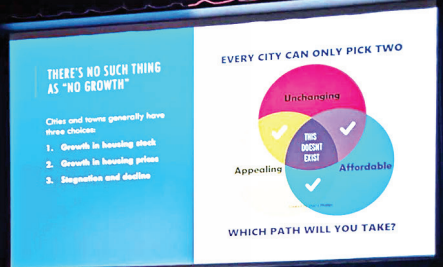 THERE'S NO SUCH THING
AS "NO GROWTH"
Cities and towns generally have
three choices:
1. Growth in housing stock
2. Growth in housing prices
3. Stagnation and decline
EVERY CITY CAN ONLY PICK TWO
Unchanging
THIS
DOESNT
EXIST
Appealing
Affordable
WHICH PATH WILL YOU TAKE?